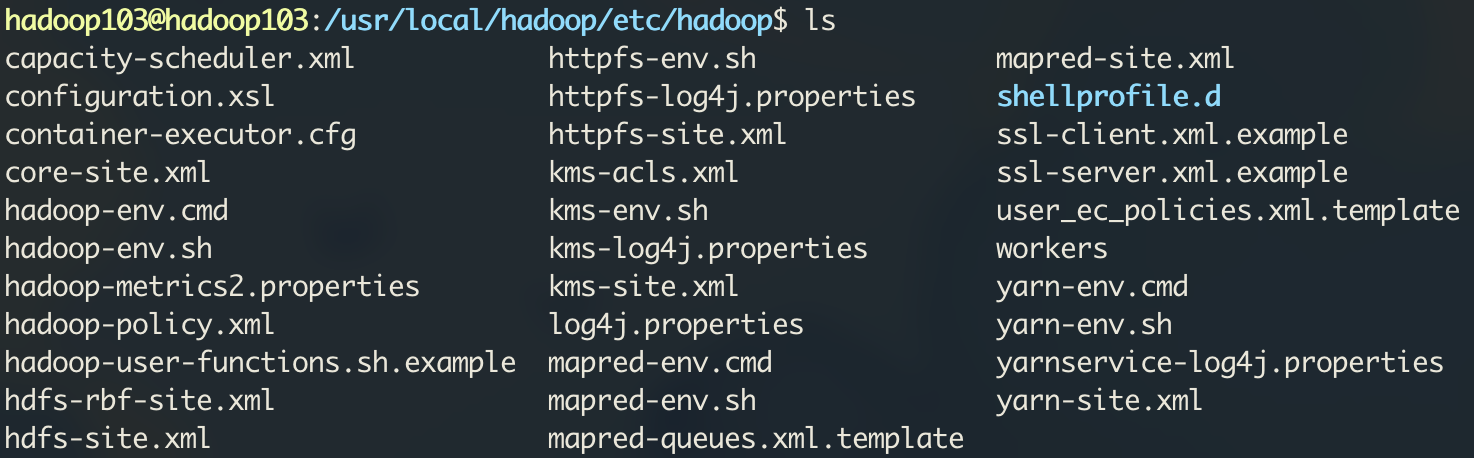 hadoop103@hadoop103:/usr/local/hadoop/etc/hadoop$ ls
capacity-scheduler.xml httpfs-env.sh mapred-site.xml
configuration.xsl httpfs-log4j.properties shellprofile.d
container-executor.cfg httpfs-site.xml ssl-client.xml.example
core-site.xml kms-acls.xml ssl-server.xml.example
hadoop-env.cmd kms-env.sh user_ec_policies.xml.template
hadoop-env.sh kms-log4j.properties workers
hadoop-metrics2.properties kms-site.xml yarn-env.cmd
hadoop-policy.xml log4j.properties yarn-env.sh
hadoop-user-functions.sh.example mapred-env.cmd yarnservice-log4j.properties
hdfs-rbf-site.xml mapred-env.sh yarn-site.xml
hdfs-site.xml mapred-queues.xml.template